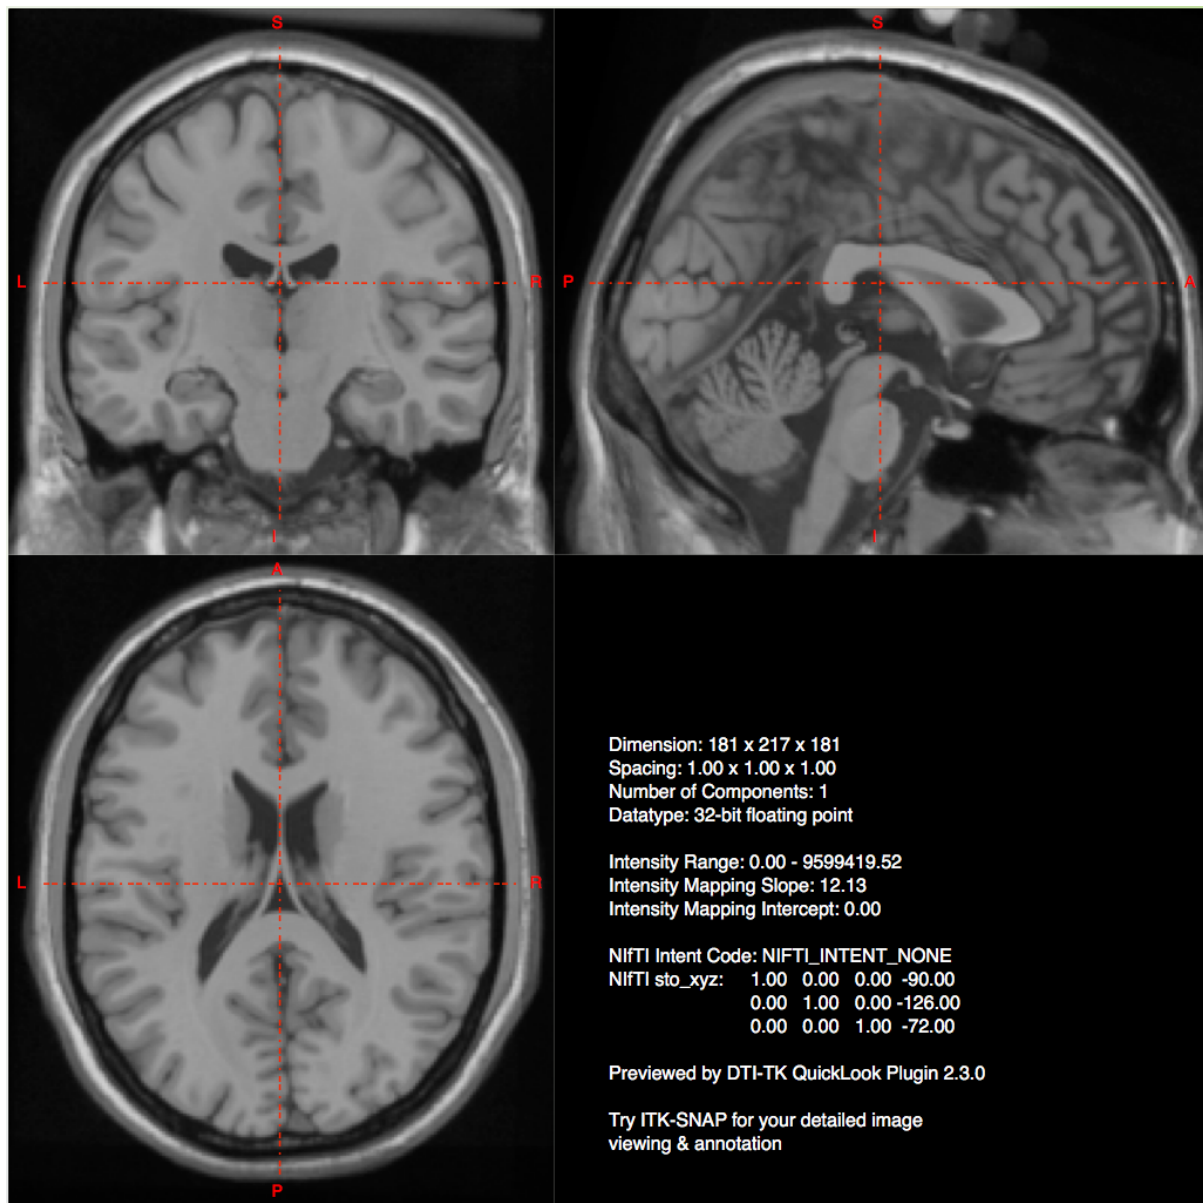 S
S
L
R
P
A
I
I
A
L
R
P
Dimension: 181 x 217 x 181
Spacing: 1.00 x 1.00 x 1.00
Number of Components: 1
Datatype: 32-bit floating point
Intensity Range: 0.00 - 9599419.52
Intensity Mapping Slope: 12.13
Intensity Mapping Intercept: 0.00
NIfTI Intent Code: NIFTI_INTENT_NONE
NIfTI sto_xyz: 1.00 0.00 0.00 -90.00
0.00 1.00 0.00 -126.00
0.00 0.00 1.00 -72.00
Previewed by DTI-TK QuickLook Plugin 2.3.0
Try ITK-SNAP for your detailed image
viewing & annotation